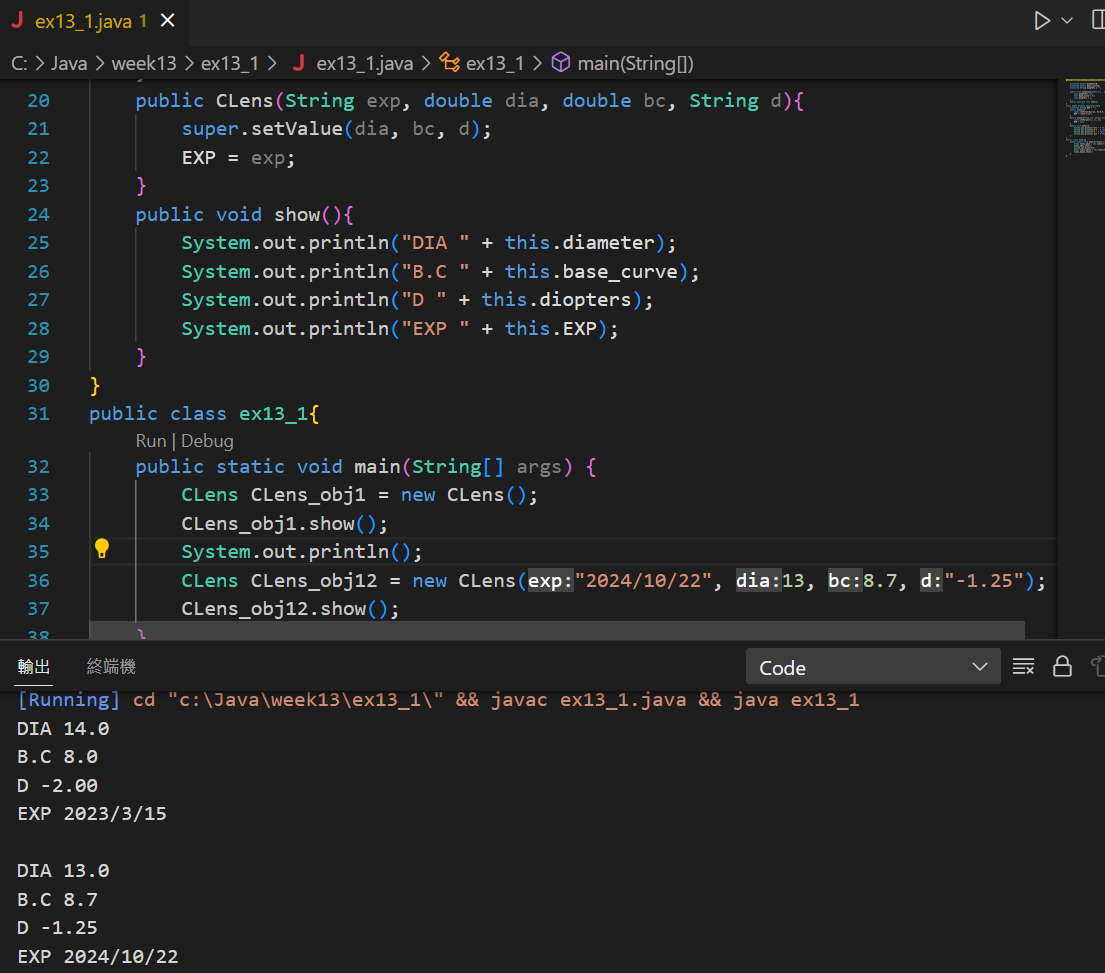 J ex13_1.java 1
C: > Java > week13 > ex13_1 > J ex13_1.java > ex13_1 > main(String[])
20 public CLens(String exp, double dia, double bc, String d){
21 super.setValue(dia, bc, d);
22 EXP = exp;
23 }
24 public void show(){
25 System.out.println("DIA " + this.diameter);
26 System.out.println("B.C " + this.base_curve);
27 System.out.println("D " + this.diopters);
28 System.out.println("EXP " + this.EXP);
29 }
30 }
31 public class ex13_1{
Run | Debug
32 public static void main(String[] args) {
33 CLens CLens_obj1 = new CLens();
34 CLens_obj1.show();
35 System.out.println();
36 CLens CLens_obj12 = new CLens(exp:"2024/10/22", dia:13, bc:8.7, d:"-1.25");
37 CLens_obj12.show();
38 }
輸出 終端機 Code
[Running] cd "c:\Java\week13\ex13_1\" && javac ex13_1.java && java ex13_1
DIA 14.0
B.C 8.0
D -2.00
EXP 2023/3/15
DIA 13.0
B.C 8.7
D -1.25
EXP 2024/10/22